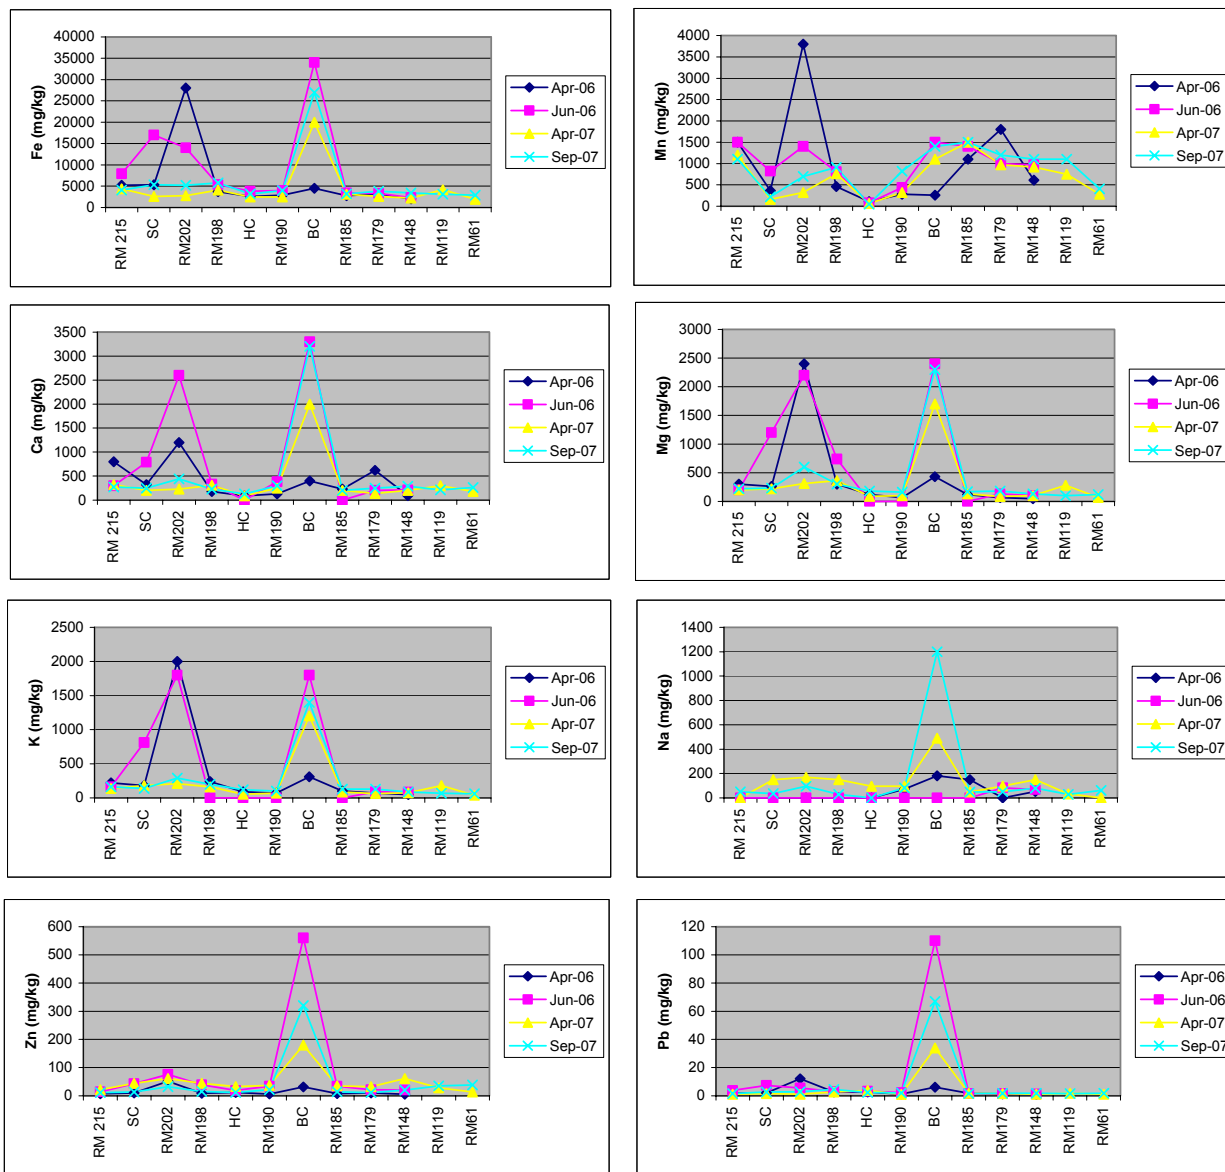 Fe (mg/kg)
40000
35000
30000
25000
20000
15000
10000
5000
0
RM 215
SC
RM202
RM198
HC
RM190
BC
RM185
RM179
RM148
RM119
RM61
Apr-06
Jun-06
Apr-07
Sep-07
Mn (mg/kg)
4000
3500
3000
2500
2000
1500
1000
500
0
RM 215
SC
RM202
RM198
HC
RM190
BC
RM185
RM179
RM148
RM119
RM61
Apr-06
Jun-06
Apr-07
Sep-07
Ca (mg/kg)
3500
3000
2500
2000
1500
1000
500
0
RM 215
SC
RM202
RM198
HC
RM190
BC
RM185
RM179
RM148
RM119
RM61
Apr-06
Jun-06
Apr-07
Sep-07
Mg (mg/kg)
3000
2500
2000
1500
1000
500
0
RM 215
SC
RM202
RM198
HC
RM190
BC
RM185
RM179
RM148
RM119
RM61
Apr-06
Jun-06
Apr-07
Sep-07
K (mg/kg)
2500
2000
1500
1000
500
0
RM 215
SC
RM202
RM198
HC
RM190
BC
RM185
RM179
RM148
RM119
RM61
Apr-06
Jun-06
Apr-07
Sep-07
Na (mg/kg)
1400
1200
1000
800
600
400
200
0
RM 215
SC
RM202
RM198
HC
RM190
BC
RM185
RM179
RM148
RM119
RM61
Apr-06
Jun-06
Apr-07
Sep-07
Zn (mg/kg)
600
500
400
300
200
100
0
RM 215
SC
RM202
RM198
HC
RM190
BC
RM185
RM179
RM148
RM119
RM61
Apr-06
Jun-06
Apr-07
Sep-07
Pb (mg/kg)
120
100
80
60
40
20
0
RM 215
SC
RM202
RM198
HC
RM190
BC
RM185
RM179
RM148
RM119
RM61
Apr-06
Jun-06
Apr-07
Sep-07